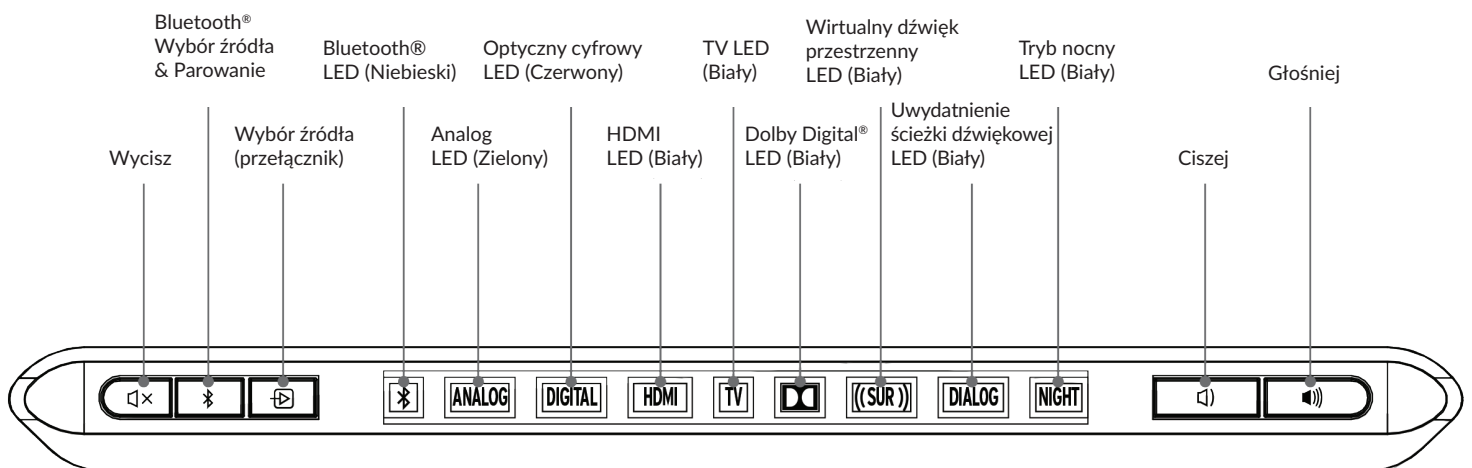 Bluetooth®
Wybór źródła
& Parowanie
Bluetooth®
LED (Niebieski)
Optyczny cyfrowy
LED (Czerwony)
TV LED
(Biały)
Wirtualny dźwięk
przestrzenny
LED (Biały)
Tryb nocny
LED (Biały)
Głośniej
Wycisz
Wybór źródła
(przełącznik)
Analog
LED (Zielony)
HDMI
LED (Biały)
Dolby Digital®
LED (Biały)
Uwydatnienie
ścieżki dźwiękowej
LED (Biały)
Ciszej
ANALOG
DIGITAL
HDMI
TV
((SUR))
DIALOG
NIGHT